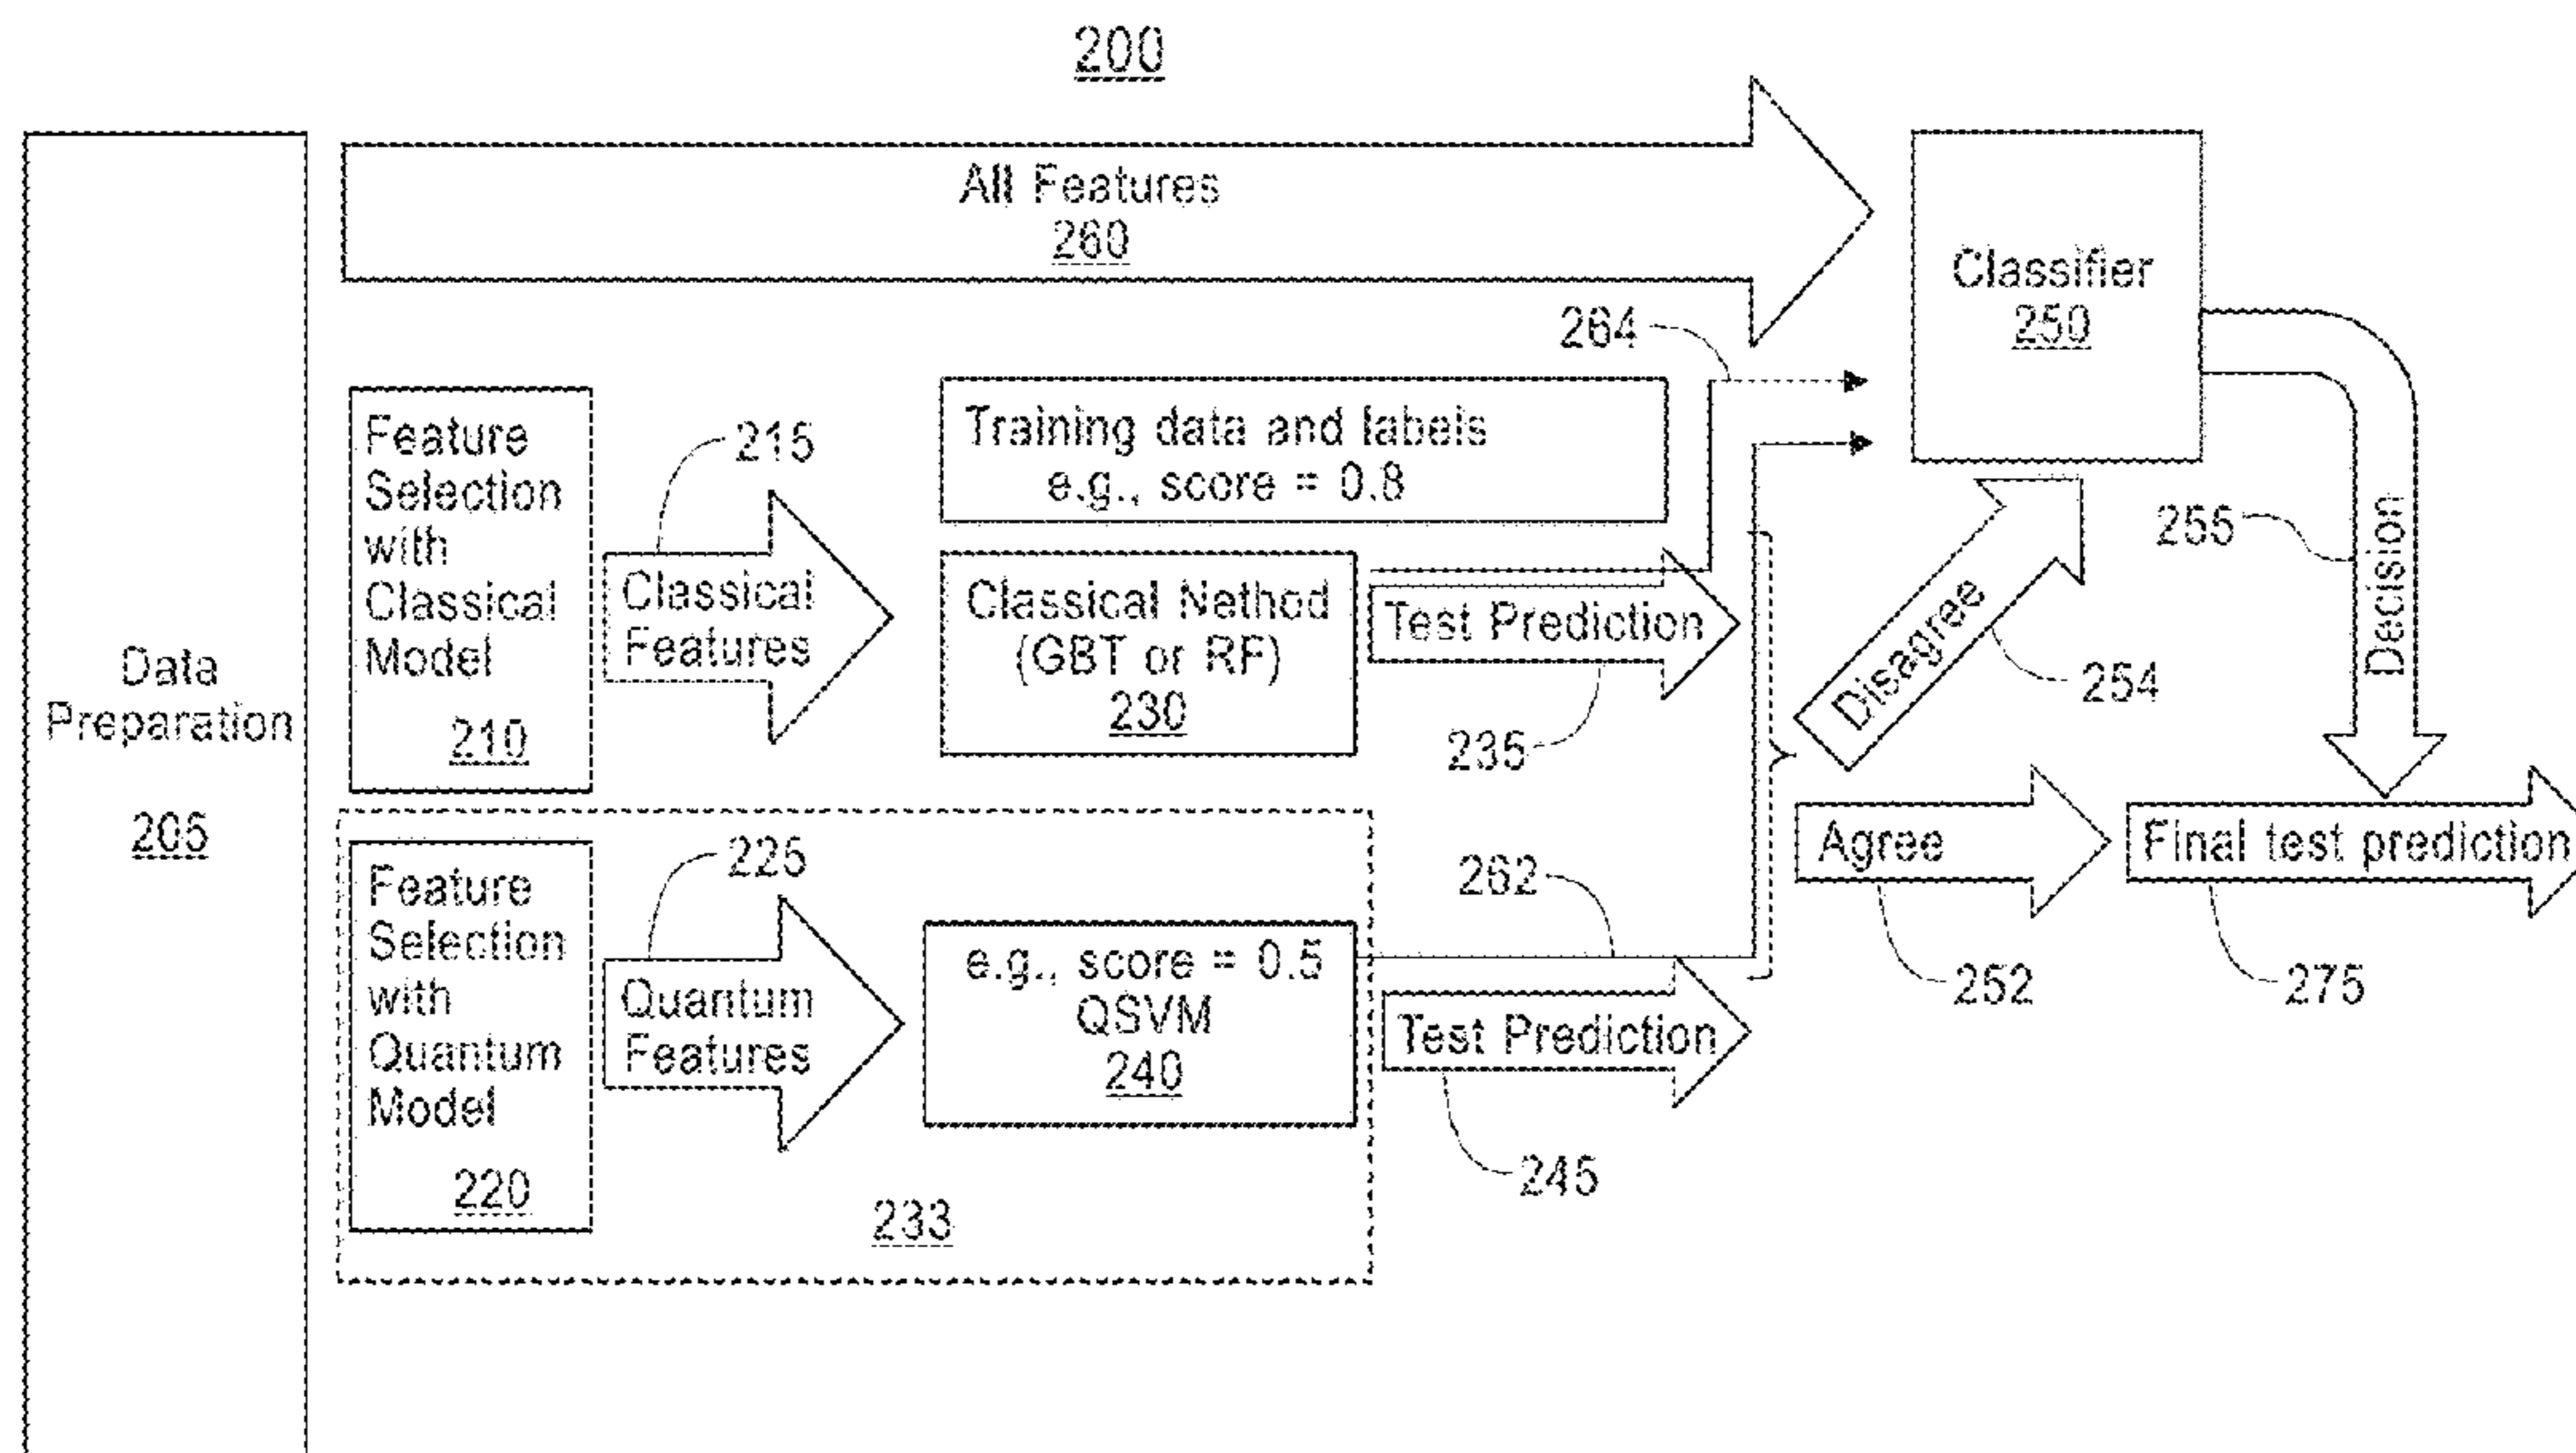 200
All Features
260
Classifier
250
264
Data
Preparation
205
Feature
Selection
with
Classical
Model
210
215
Classical
Features
Training data and labels
e.g., score = 0.8
Classical Nethod
(GBT or RF)
230
Test Prediction
235
Disagree
254
255
Decision
Feature
Selection
with
Quantum
Model
220
225
Quantum
Features
e.g., score = 0.5
QSVM
240
233
262
Test Prediction
245
Agree
252
Final test prediction
275